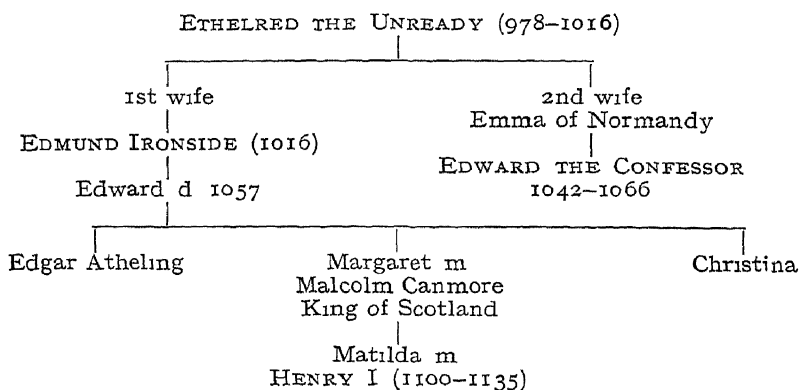 ETHELRED THE UNREADY (978–1016)
1st wife
2nd wife
Emma of Normandy
EDMUND IRONSIDE (1016)
EDWARD THE CONFESSOR
1042–1066
Edward d 1057
Edgar Atheling
Margaret m
Malcolm Canmore
King of Scotland
Christina
Matilda m
HENRY I (1100–1135)